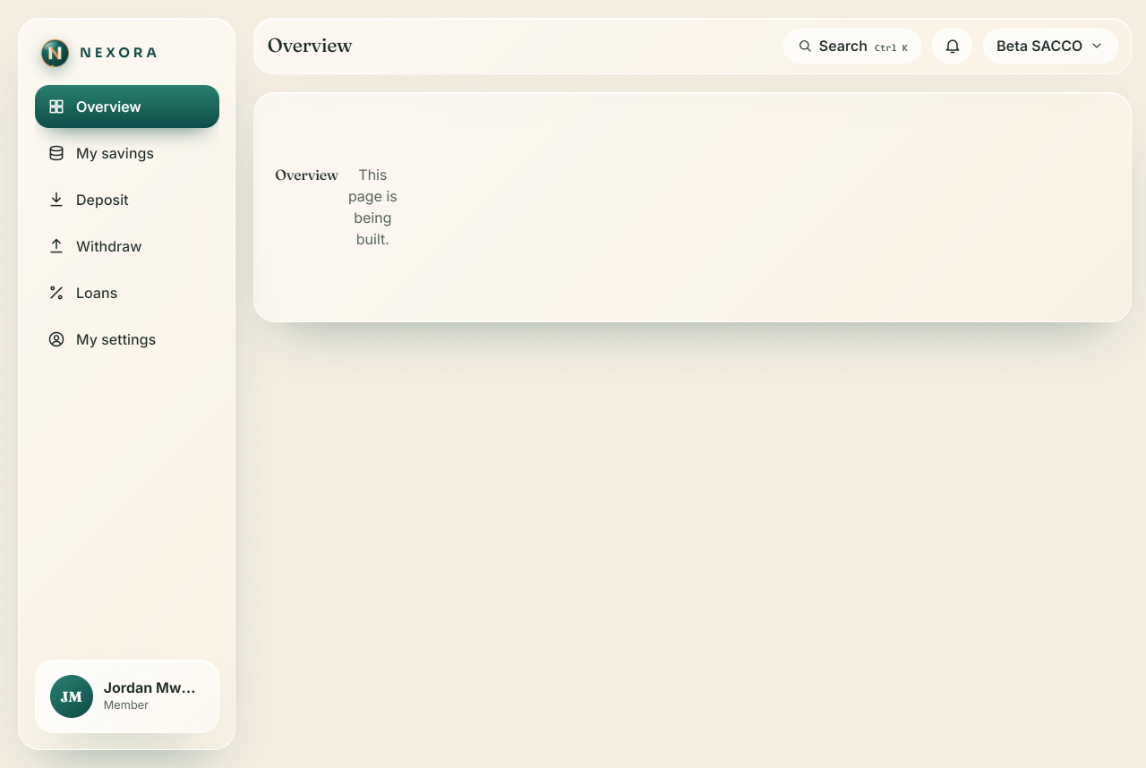 NEXORA
Overview
My savings
Deposit
Withdraw
Loans
My settings
JM
Jordan Mw...
Member
Overview
Search Ctrl K
Beta SACCO
Overview
This
page is
being
built.